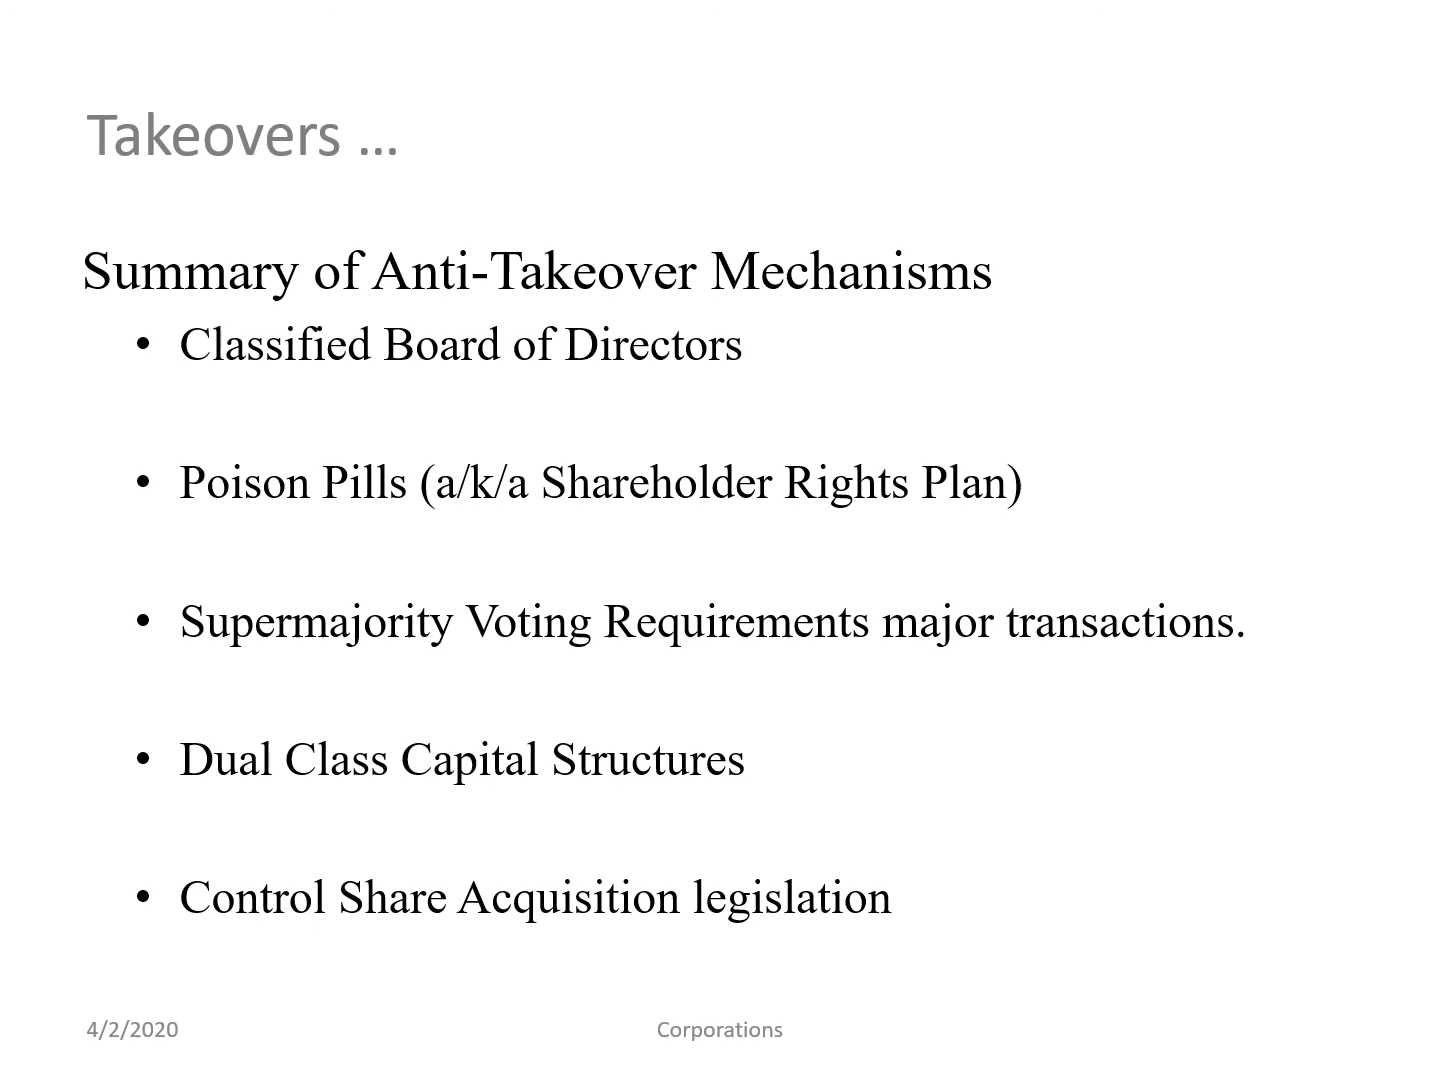 Takeovers …
Summary of Anti-Takeover Mechanisms
• Classified Board of Directors
• Poison Pills (a/k/a Shareholder Rights Plan)
• Supermajority Voting Requirements major transactions.
• Dual Class Capital Structures
• Control Share Acquisition legislation
4/2/2020
Corporations